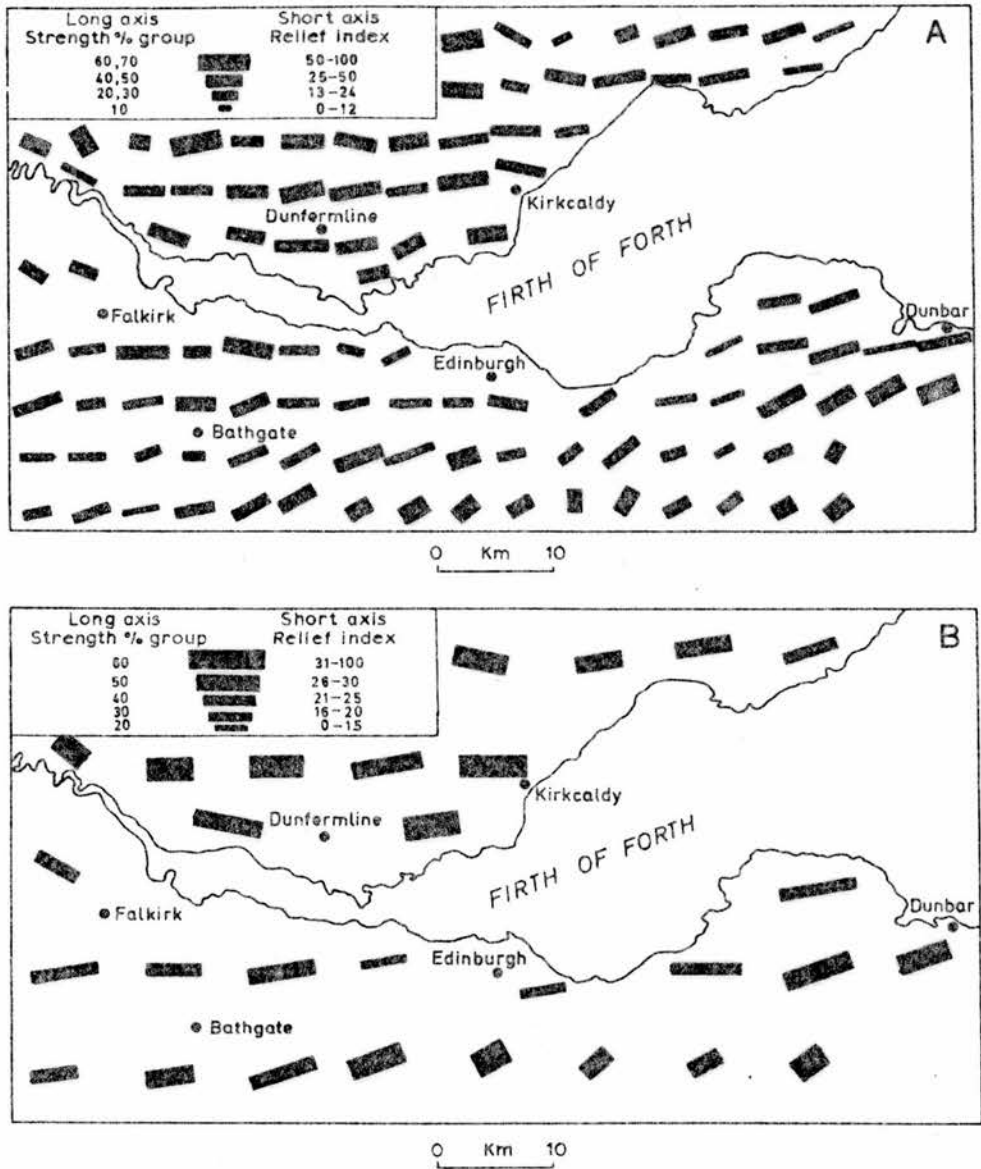 Long axis Short axis
Strength % group Relief index
60,70 50-100
40,50 25-50
20,30 13-24
10 0-12
A
Kirkcaldy
Dunfermline
FIRTH OF FORTH
Falkirk
Dunbar
Edinburgh
Bathgate
0 Km 10
Long axis Short axis
Strength % group Relief index
60 31-100
50 26-30
40 21-25
30 16-20
20 0-15
B
Kirkcaldy
Dunfermline
FIRTH OF FORTH
Falkirk
Dunbar
Edinburgh
Bathgate
0 Km 10